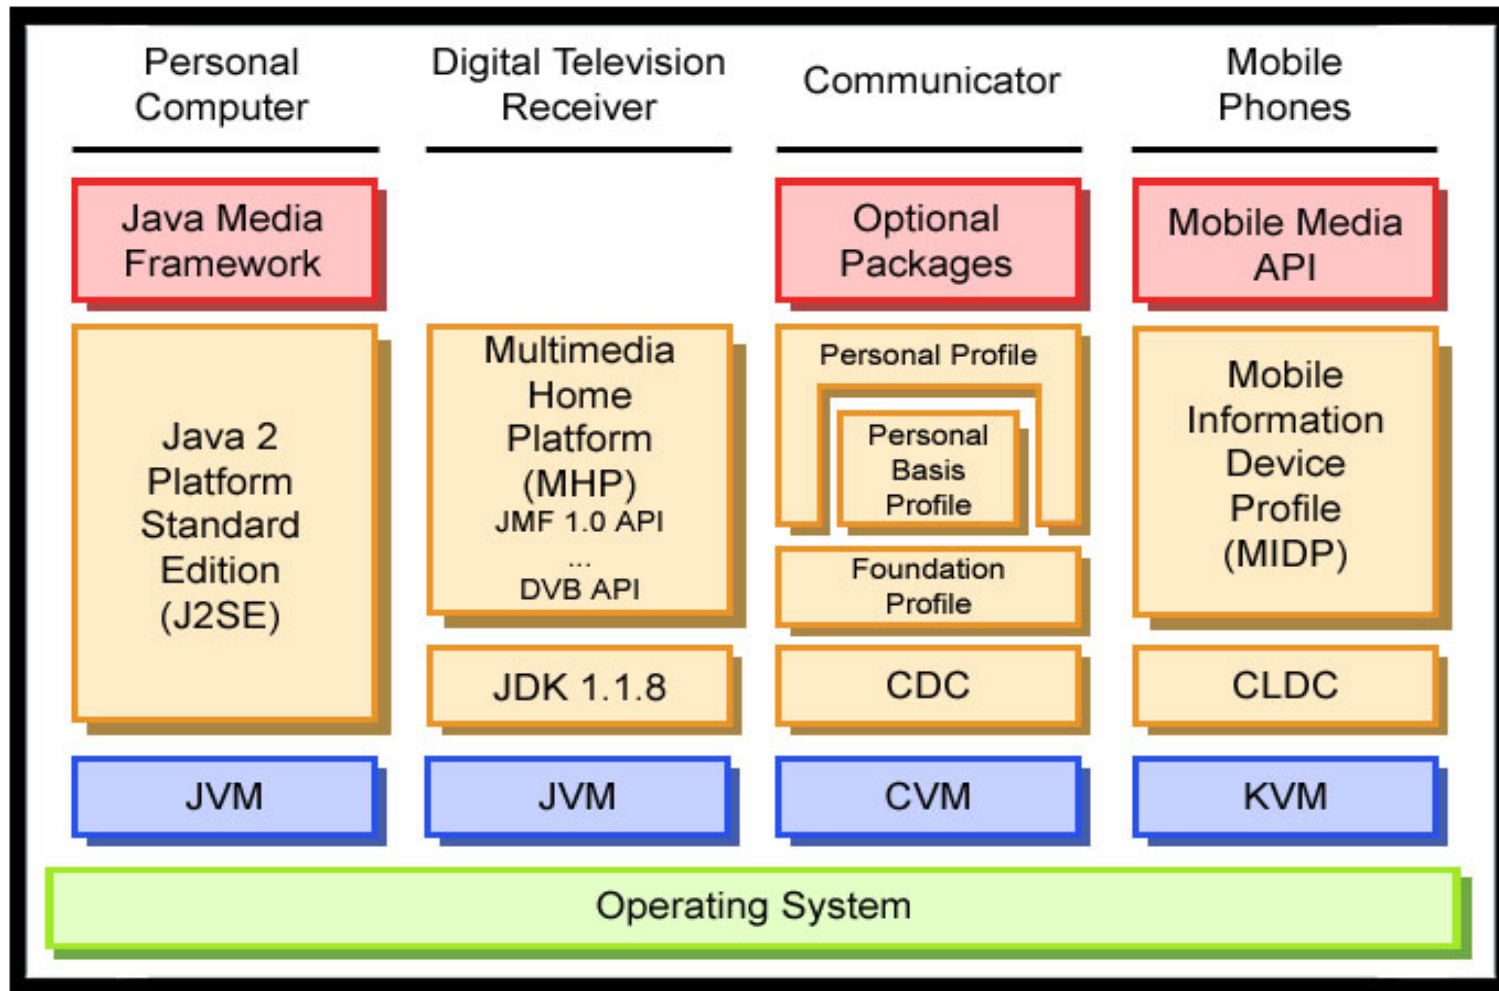 Personal
Computer
Digital Television
Receiver
Communicator
Mobile
Phones
Java Media
Framework
Optional
Packages
Mobile Media
API
Java 2
Platform
Standard
Edition
(J2SE)
Multimedia
Home
Platform
(MHP)
JMF 1.0 API
...
DVB API
Personal Profile
Personal
Basis
Profile
Foundation
Profile
Mobile
Information
Device
Profile
(MIDP)
JDK 1.1.8
CDC
CLDC
JVM
JVM
CVM
KVM
Operating System